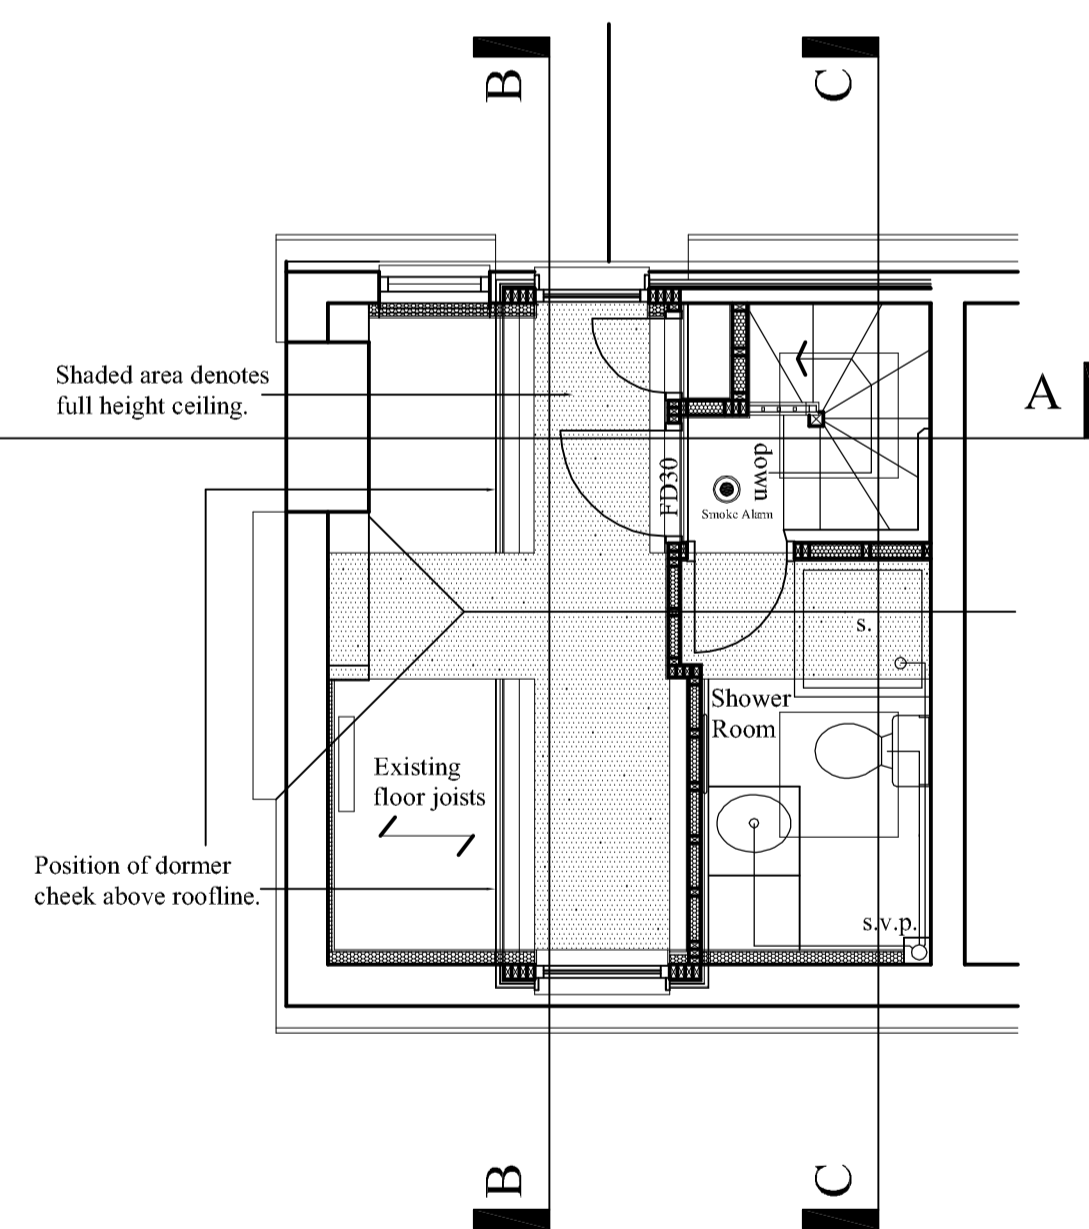 B
C
Shaded area denotes
full height ceiling.
A
FD30
down
Smoke Alarm
s.
Shower
Room
Existing
floor joists
Position of dormer
cheek above roofline.
s.v.p.
B
C